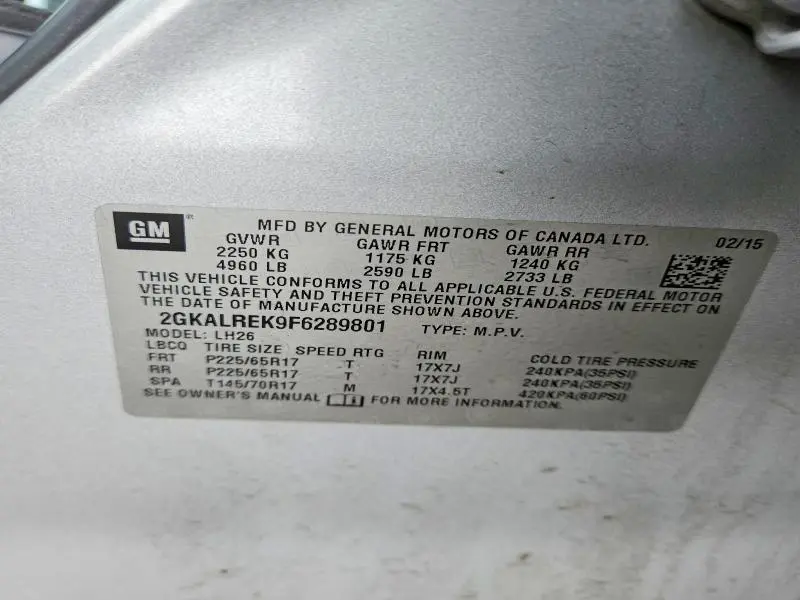 GM ® MFD BY GENERAL MOTORS OF CANADA LTD. 02/15
GVWR GAWR FRT GAWR RR
2250 KG 1175 KG 1240 KG
4960 LB 2590 LB 2733 LB
THIS VEHICLE CONFORMS TO ALL APPLICABLE U.S. FEDERAL MOTOR
VEHICLE SAFETY AND THEFT PREVENTION STANDARDS IN EFFECT ON
THE DATE OF MANUFACTURE SHOWN ABOVE.
2GKALREK9F6289801 TYPE: M.P.V.
MODEL: LH26
LBCQ TIRE SIZE SPEED RTG RIM COLD TIRE PRESSURE
FRT P225/65R17 T 17X7J 240KPA(35PSI)
RR P225/65R17 T 17X7J 240KPA(35PSI)
SPA T145/70R17 M 17X4.5T 420KPA(60PSI)
SEE OWNER'S MANUAL FOR MORE INFORMATION.